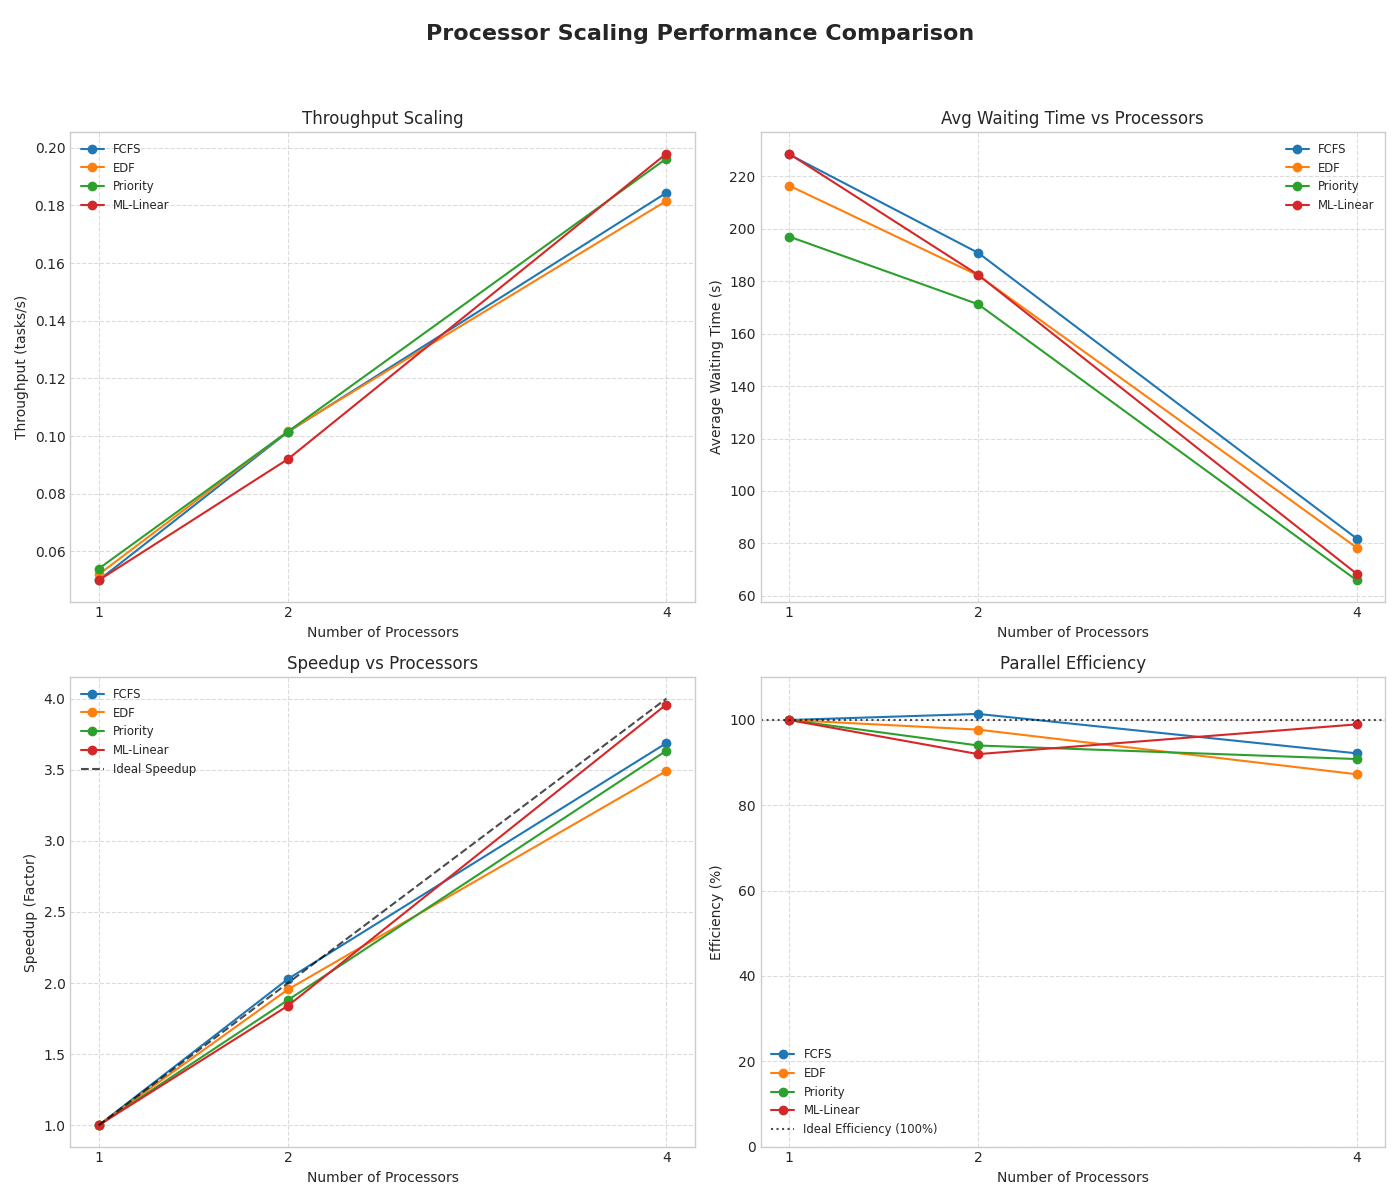 Processor Scaling Performance Comparison
Throughput Scaling
0.20
0.18
0.16
0.14
0.12
0.10
0.08
0.06
Throughput (tasks/s)
FCFS
EDF
Priority
ML-Linear
1 2 4
Number of Processors
Avg Waiting Time vs Processors
220
200
180
160
140
120
100
80
60
Average Waiting Time (s)
FCFS
EDF
Priority
ML-Linear
1 2 4
Number of Processors
Speedup vs Processors
4.0
3.5
3.0
2.5
2.0
1.5
1.0
Speedup (Factor)
FCFS
EDF
Priority
ML-Linear
Ideal Speedup
1 2 4
Number of Processors
Parallel Efficiency
100
80
60
40
20
0
Efficiency (%)
FCFS
EDF
Priority
ML-Linear
Ideal Efficiency (100%)
1 2 4
Number of Processors